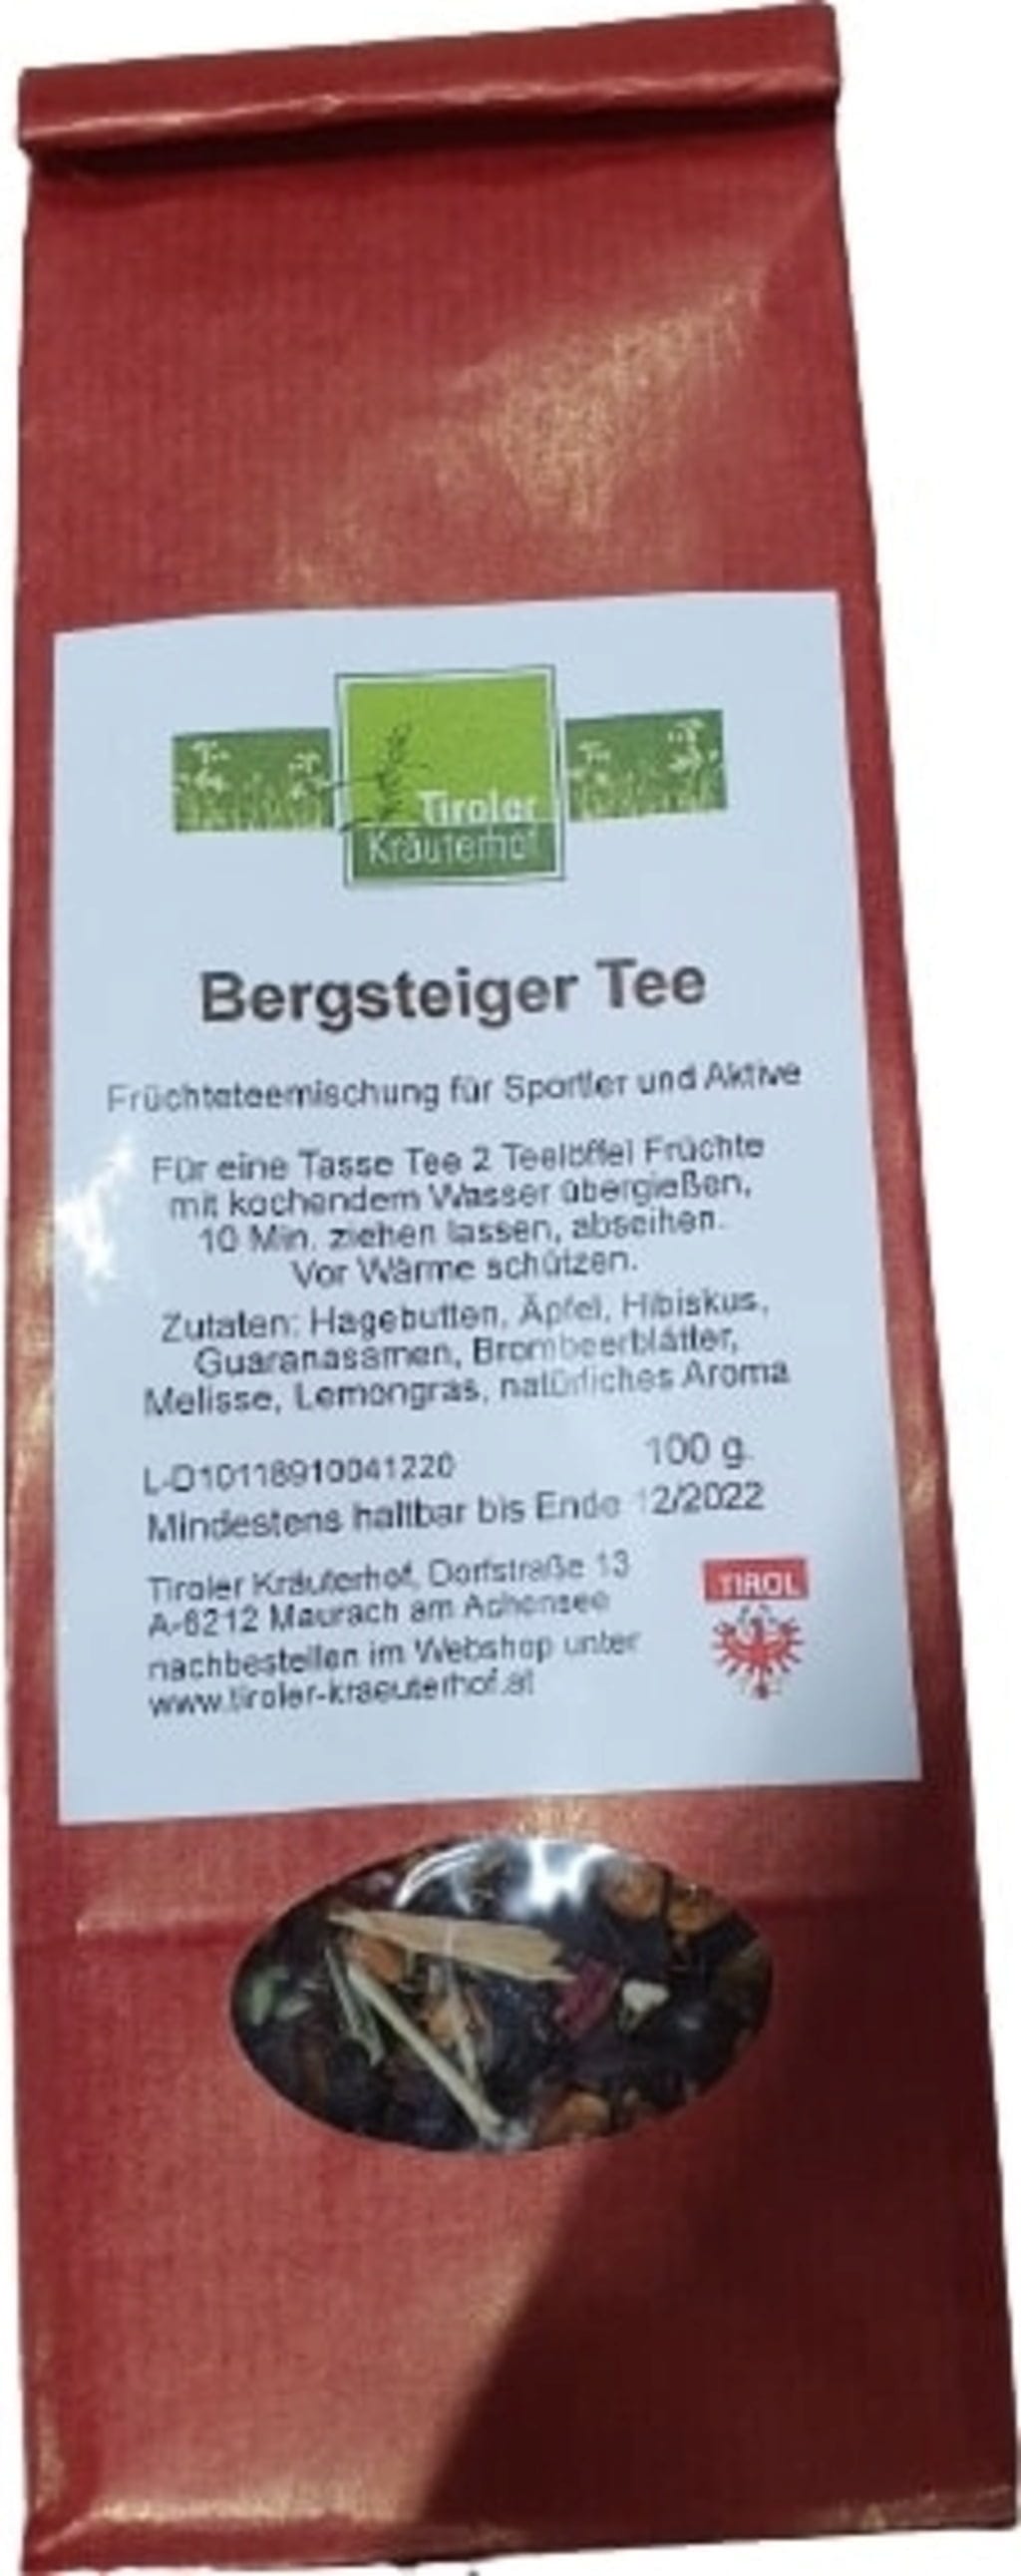 Tiroler
Kräuterhof
Bergsteiger Tee
Früchteteemischung für Sportler und Aktive
Für eine Tasse Tee 2 Teelöffel Früchte
mit kochendem Wasser übergießen,
10 Min. ziehen lassen, abseihen.
Vor Wärme schützen.
Zutaten: Hagebutten, Äpfel, Hibiskus,
Guaranasamen, Brombeerblätter,
Melisse, Lemongras, natürliches Aroma
100 g
L-D10118910041220
Mindestens haltbar bis Ende 12/2022
Tiroler Kräuterhof, Dorfstraße 13
A-6212 Maurach am Achensee
nachbestellen im Webshop unter
www.tiroler-kraeuterhof.at
TIROL